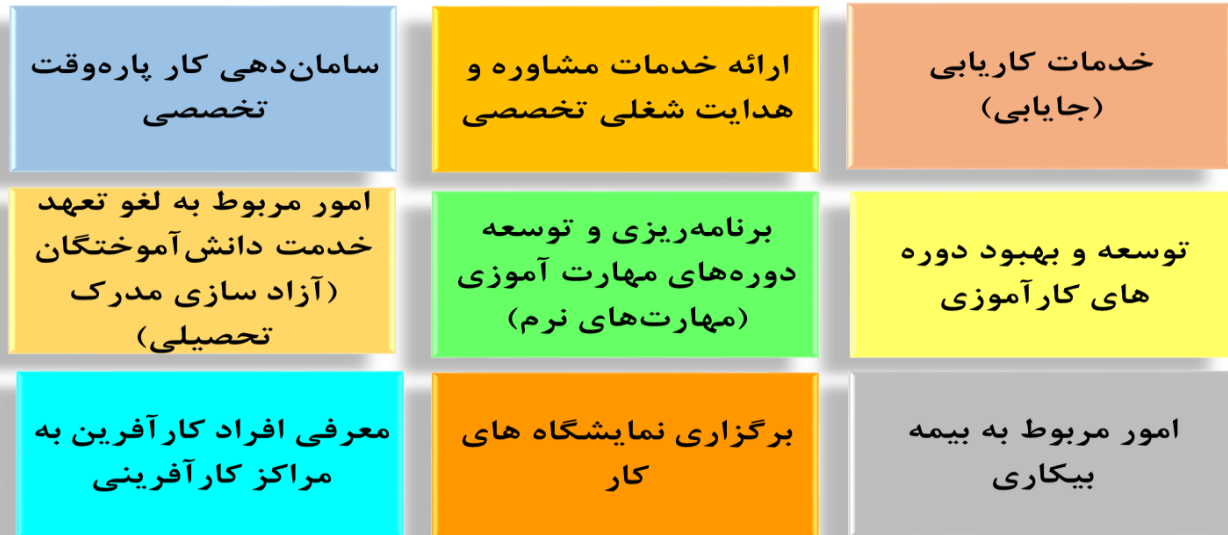 خدمات کاریابی
(جایابی)
ارائه خدمات مشاوره و
هدایت شغلی تخصصی
سامان‌دهی کار پاره‌وقت
تخصصی
توسعه و بهبود دوره
های کارآموزی
برنامه‌ریزی و توسعه
دوره‌های مهارت آموزی
(مهارت‌های نرم)
امور مربوط به لغو تعهد
خدمت دانش‌آموختگان
(آزاد سازی مدرک
تحصیلی)
امور مربوط به بیمه
بیکاری
برگزاری نمایشگاه های
کار
معرفی افراد کارآفرین به
مراکز کارآفرینی